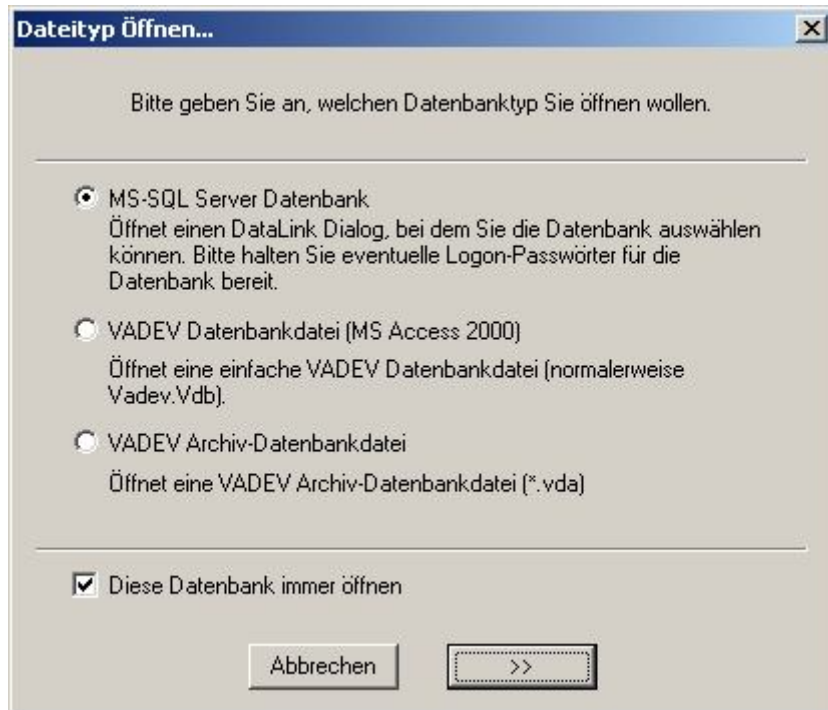 Dateityp Öffnen...
Bitte geben Sie an, welchen Datenbanktyp Sie öffnen wollen.
MS-SQL Server Datenbank
Öffnet einen DataLink Dialog, bei dem Sie die Datenbank auswählen
können. Bitte halten Sie eventuelle Logon-Passwörter für die
Datenbank bereit.
VADEV Datenbankdatei (MS Access 2000)
Öffnet eine einfache VADEV Datenbankdatei (normalerweise
Vadev.Vdb).
VADEV Archiv-Datenbankdatei
Öffnet eine VADEV Archiv-Datenbankdatei (*.vda)
Diese Datenbank immer öffnen
Abbrechen >>